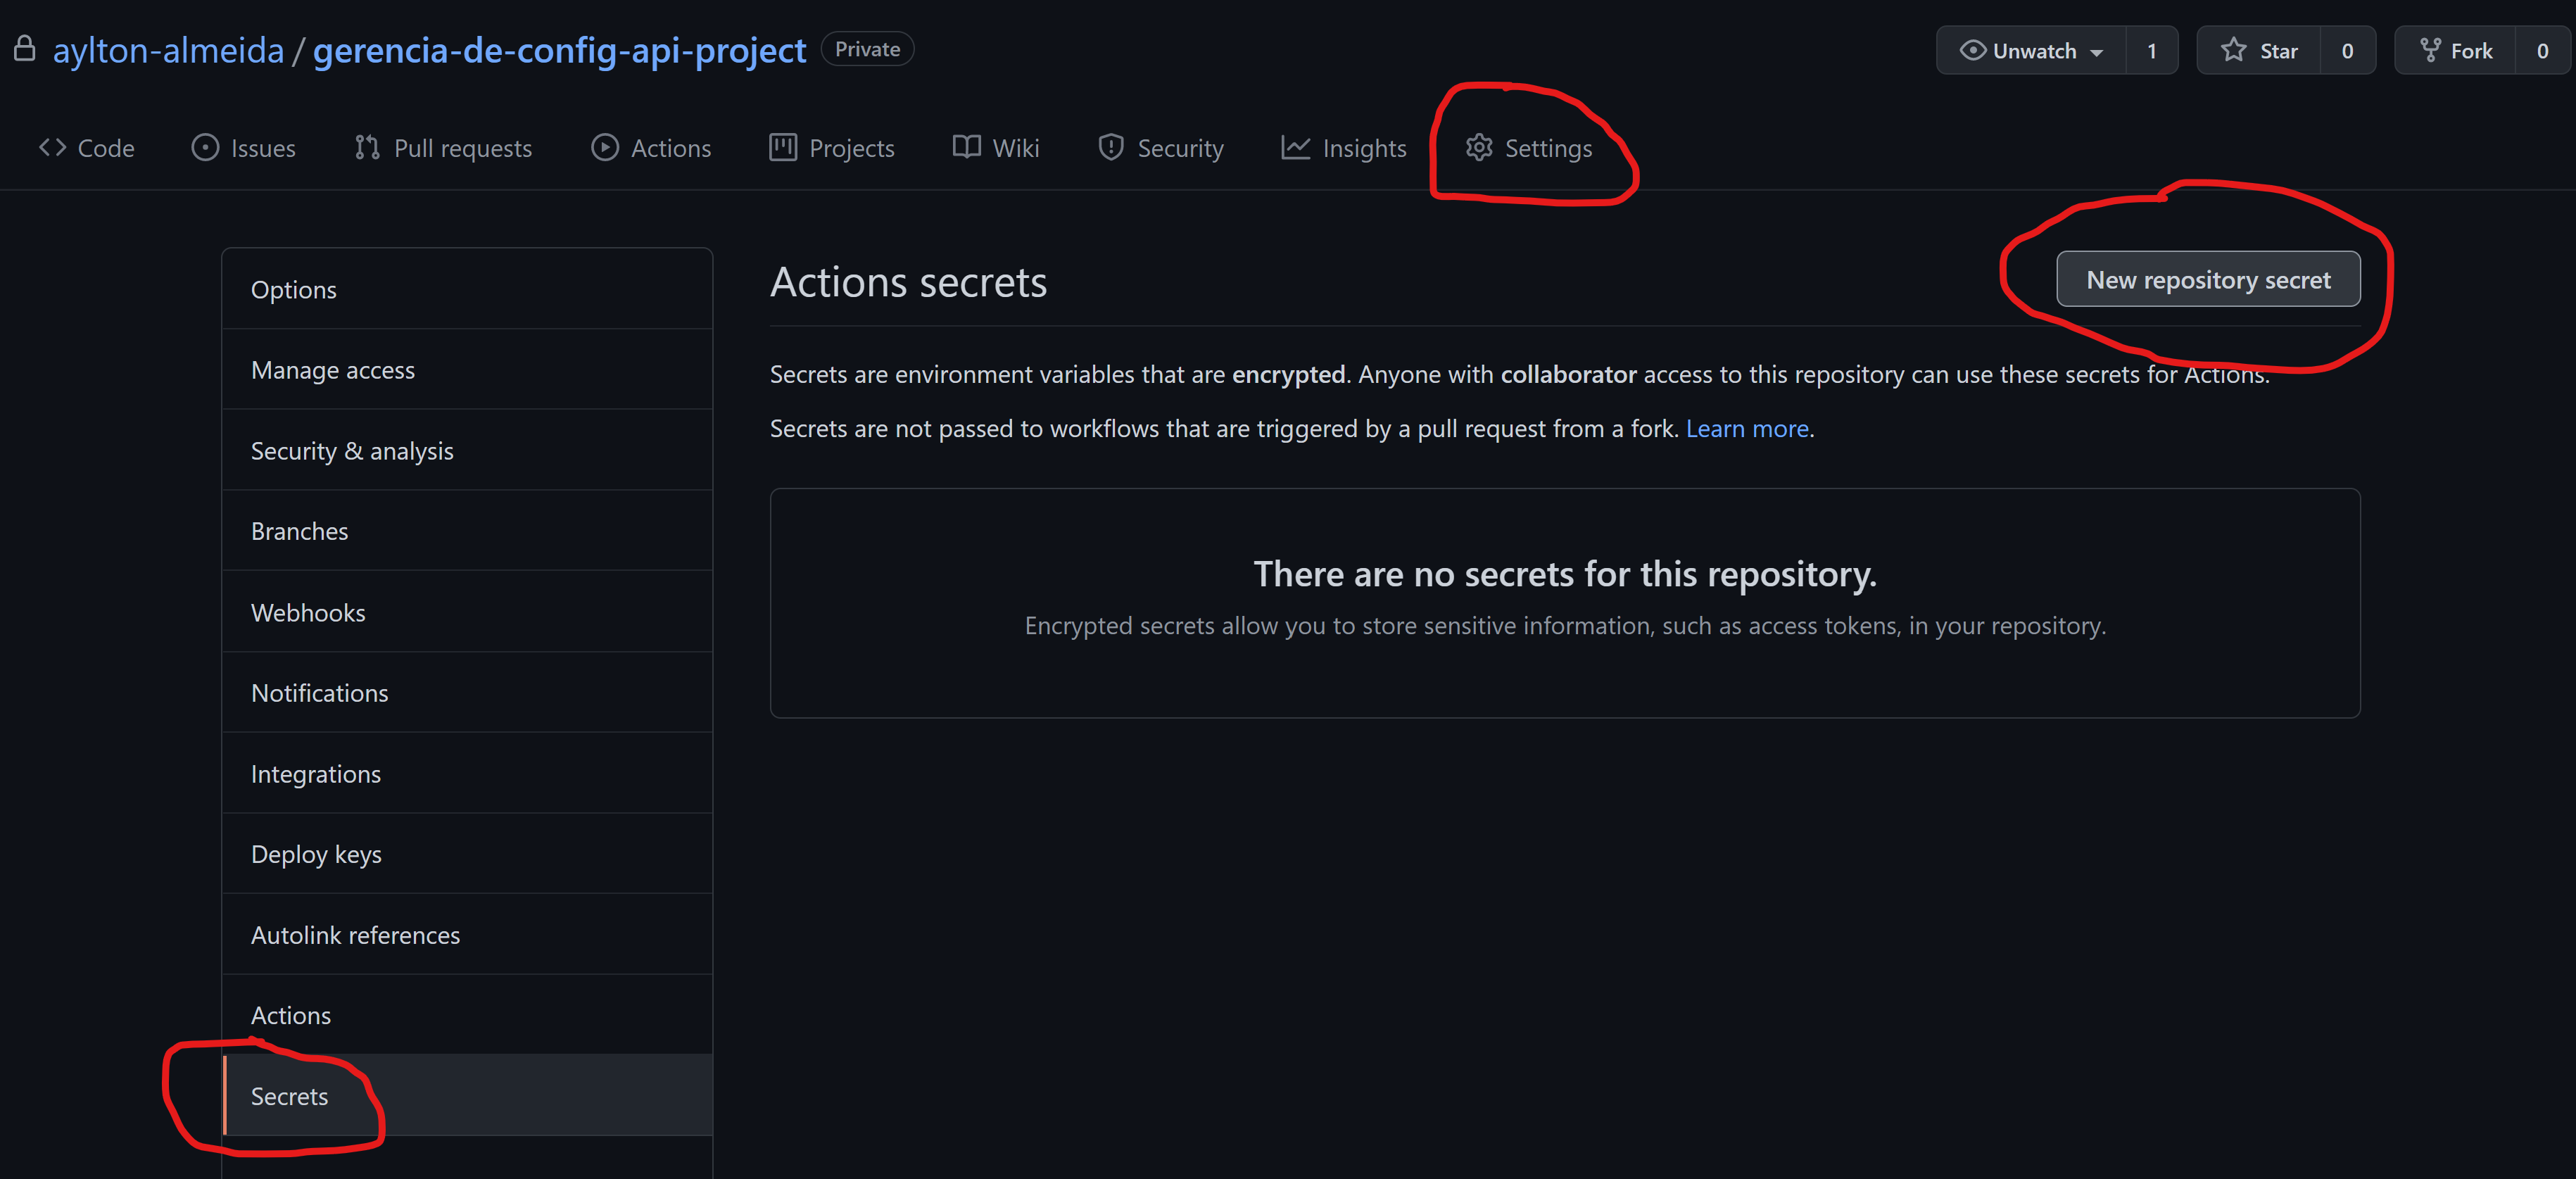 aylton-almeida / gerencia-de-config-api-project Private Unwatch 1 Star 0 Fork 0
Code Issues Pull requests Actions Projects Wiki Security Insights Settings
Options
Manage access
Security & analysis
Branches
Webhooks
Notifications
Integrations
Deploy keys
Autolink references
Actions
Secrets
Actions secrets
New repository secret
Secrets are environment variables that are encrypted. Anyone with collaborator access to this repository can use these secrets for Actions.
Secrets are not passed to workflows that are triggered by a pull request from a fork. Learn more.
There are no secrets for this repository.
Encrypted secrets allow you to store sensitive information, such as access tokens, in your repository.